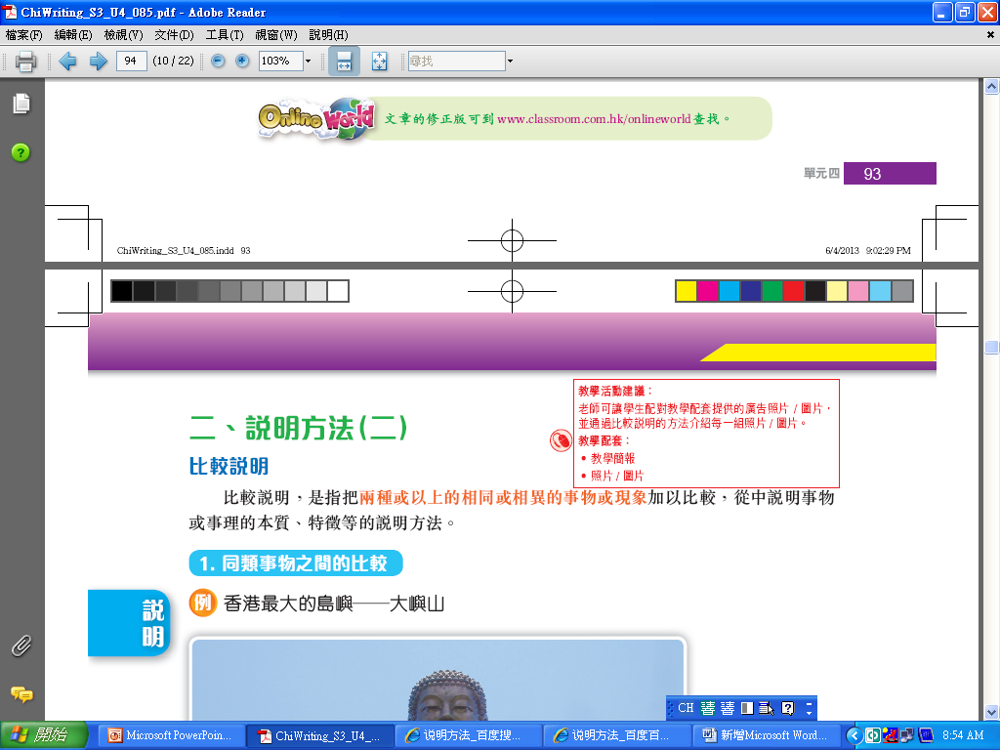 ChiWriting_S3_U4_085.pdf - Adobe Reader
檔案(F) 編輯(E) 檢視(V) 文件(D) 工具(T) 視窗(W) 說明(H)
94 (10 / 22) 103% 尋找
Online World 文章的修正版可到 www.classroom.com.hk/onlineworld 查找。
單元四 93
ChiWriting_S3_U4_085.indd 93
6/4/2013 9:02:29 PM
教學活動建議：
老師可讓學生配對教學配套提供的廣告照片 / 圖片，
並通過比較說明的方法介紹每一組照片 / 圖片。
教學配套：
• 教學簡報
• 照片 / 圖片
二、說明方法(二)
比較說明
比較說明，是指把兩種或以上的相同或相異的事物或現象加以比較，從中說明事物
或事理的本質、特徵等的說明方法。
1. 同類事物之間的比較
例 香港最大的島嶼——大嶼山
說
明
CH
開始
Microsoft PowerPoin...
ChiWriting_S3_U4_...
说明方法_百度搜...
说明方法_百度百...
新增Microsoft Word...
8:54 AM